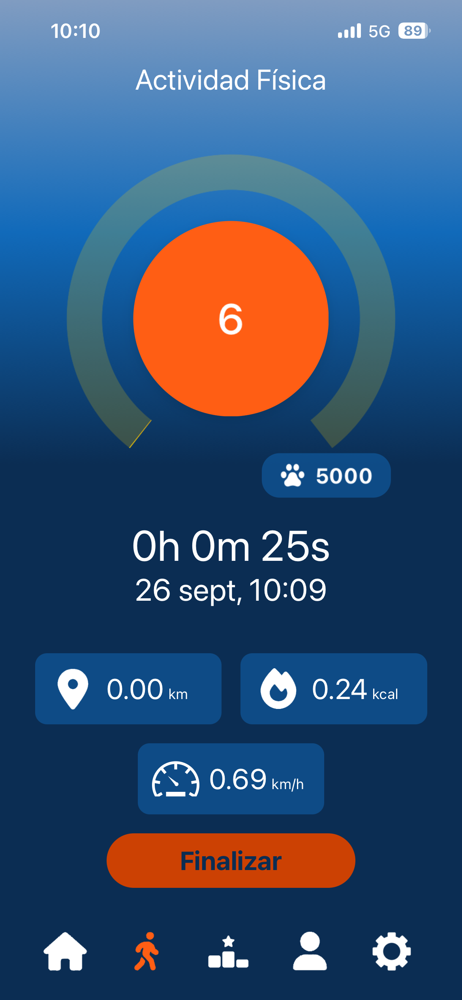 10:10 5G 89
Actividad Física
6
5000
0h 0m 25s
26 sept, 10:09
0.00 km 0.24 kcal
0.69 km/h
Finalizar